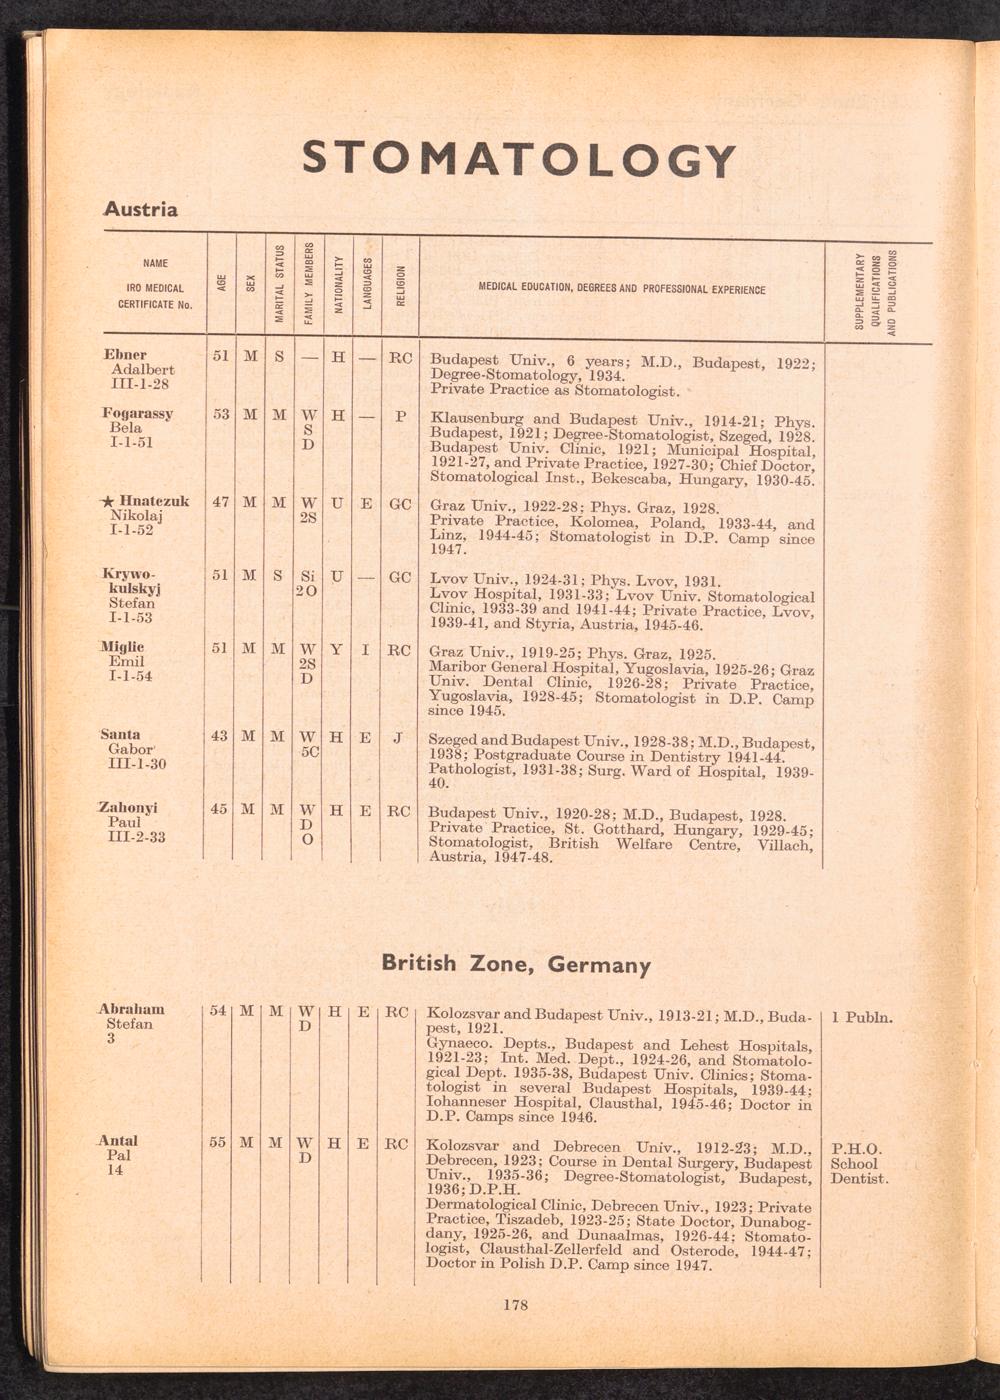 STOMATOLOGY
Austria
NAME
IRO MEDICAL
CERTIFICATE No.
AGE
SEX
MARITAL STATUS
FAMILY MEMBERS
NATIONALITY
LANGUAGES
RELIGION
MEDICAL EDUCATION, DEGREES AND PROFESSIONAL EXPERIENCE
SUPPLEMENTARY
QUALIFICATIONS
AND PUBLICATIONS
Ebner 51 M S — H — RC Budapest Univ., 6 years; M.D., Budapest, 1922;
Adalbert Degree-Stomatology, 1934.
III-1-28 Private Practice as Stomatologist.
Fogarassy 53 M M W H — P Klausenburg and Budapest Univ., 1914-21; Phys.
Bela S Budapest, 1921; Degree-Stomatologist, Szeged, 1928.
I-1-51 D Budapest Univ. Clinic, 1921; Municipal Hospital,
1921-27, and Private Practice, 1927-30; Chief Doctor,
Stomatological Inst., Bekescaba, Hungary, 1930-45.
★ Hnatezuk 47 M M W U E GC Graz Univ., 1922-28; Phys. Graz, 1928.
Nikolaj 2S Private Practice, Kolomea, Poland, 1933-44, and
I-1-52 Linz, 1944-45; Stomatologist in D.P. Camp since
1947.
Krywo- 51 M S Si U — GC Lvov Univ., 1924-31; Phys. Lvov, 1931.
kulskyj 2O Lvov Hospital, 1931-33; Lvov Univ. Stomatological
Stefan Clinic, 1933-39 and 1941-44; Private Practice, Lvov,
I-1-53 1939-41, and Styria, Austria, 1945-46.
Miglic 51 M M W Y I RC Graz Univ., 1919-25; Phys. Graz, 1925.
Emil 2S Maribor General Hospital, Yugoslavia, 1925-26; Graz
I-1-54 D Univ. Dental Clinic, 1926-28; Private Practice,
Yugoslavia, 1928-45; Stomatologist in D.P. Camp
since 1945.
Santa 43 M M W H E J Szeged and Budapest Univ., 1928-38; M.D., Budapest,
Gabor 5C 1938; Postgraduate Course in Dentistry 1941-44.
III-1-30 Pathologist, 1931-38; Surg. Ward of Hospital, 1939-
40.
Zahonyi 45 M M W H E RC Budapest Univ., 1920-28; M.D., Budapest, 1928.
Paul D Private Practice, St. Gotthard, Hungary, 1929-45;
III-2-33 O Stomatologist, British Welfare Centre, Villach,
Austria, 1947-48.
British Zone, Germany
Abraham 54 M M W H E RC Kolozsvar and Budapest Univ., 1913-21; M.D., Buda- 1 Publn.
Stefan D pest, 1921.
3 Gynaeco. Depts., Budapest and Lehest Hospitals,
1921-23; Int. Med. Dept., 1924-26, and Stomatolo-
gical Dept. 1935-38, Budapest Univ. Clinics; Stoma-
tologist in several Budapest Hospitals, 1939-44;
Iohanneser Hospital, Clausthal, 1945-46; Doctor in
D.P. Camps since 1946.
Antal 55 M M W H E RC Kolozsvar and Debrecen Univ., 1912-23; M.D., P.H.O.
Pal D Debrecen, 1923; Course in Dental Surgery, Budapest School
14 Univ., 1935-36; Degree-Stomatologist, Budapest, Dentist.
1936; D.P.H.
Dermatological Clinic, Debrecen Univ., 1923; Private
Practice, Tiszadeb, 1923-25; State Doctor, Dunabog-
dany, 1925-26, and Dunaalmas, 1926-44; Stomato-
logist, Clausthal-Zellerfeld and Osterode, 1944-47;
Doctor in Polish D.P. Camp since 1947.
178